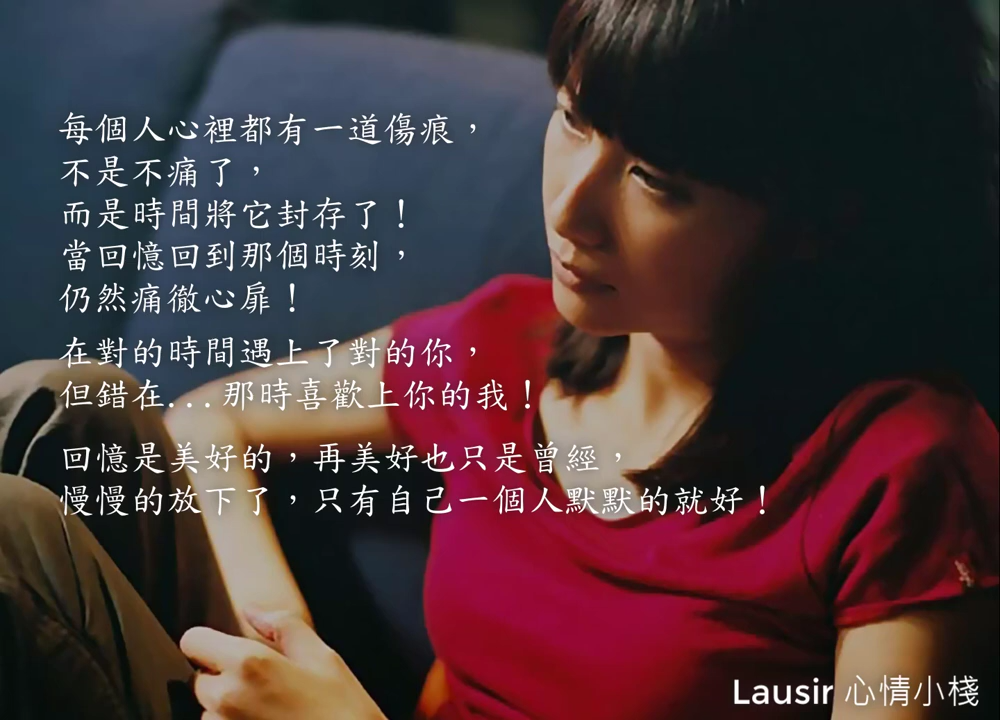 每個人心裡都有一道傷痕，
不是不痛了，
而是時間將它封存了！
當回憶回到那個時刻，
仍然痛徹心扉！
在對的時間遇上了對的你，
但錯在...那時喜歡上你的我！
回憶是美好的，再美好也只是曾經，
慢慢的放下了，只有自己一個人默默的就好！
Lausir 心情小棧